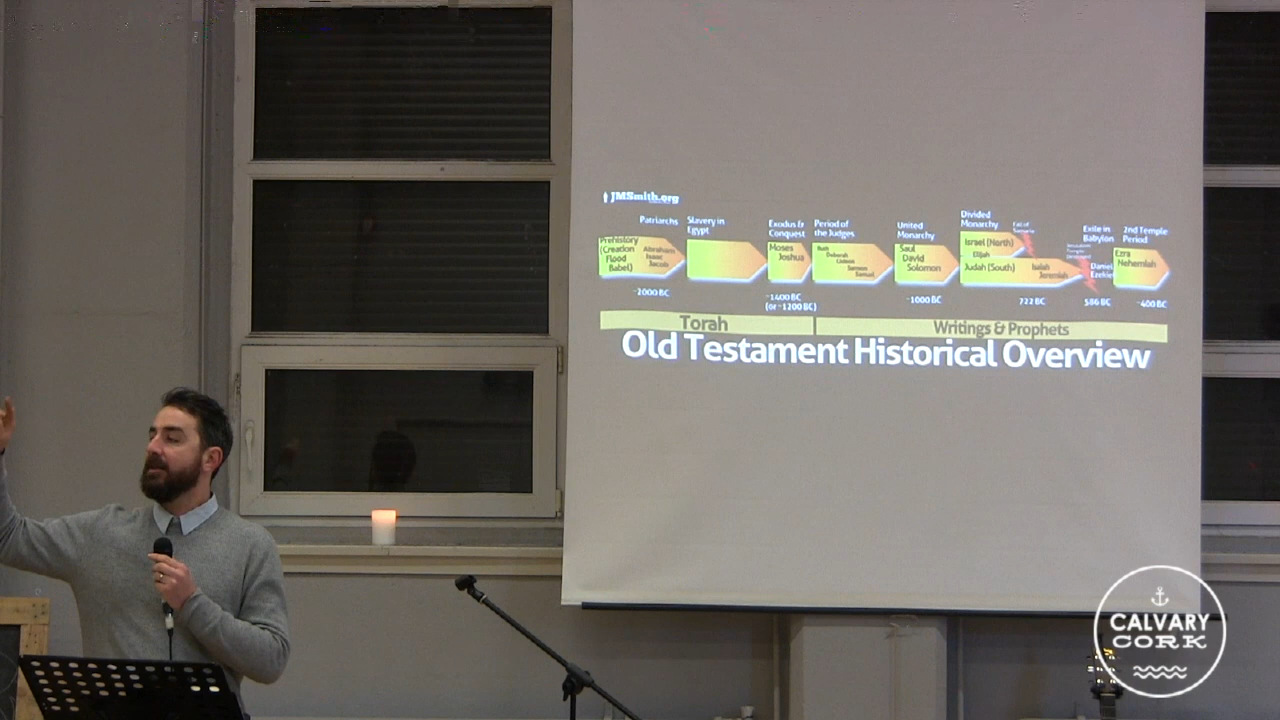 JMSmith.org
Patriarchs
Slavery in
Egypt
Exodus &
Conquest
Period of
the Judges
United
Monarchy
Divided
Monarchy
Fall of
Exile in
Babylon
2nd Temple
Period
Prehistory
(Creation
Flood
Babel)
Abraham
Isaac
Jacob
Moses
Joshua
Ruth
Deborah
Gideon
Samson
Samuel
Saul
David
Solomon
Israel (North)
Elijah
Judah (South)
Isaiah
Jeremiah
Daniel
Ezekiel
Ezra
Nehemiah
~2000 BC
~1400 BC
(or ~1200 BC)
~1000 BC
722 BC
586 BC
~400 BC
Torah
Writings & Prophets
Old Testament Historical Overview
CALVARY
CORK